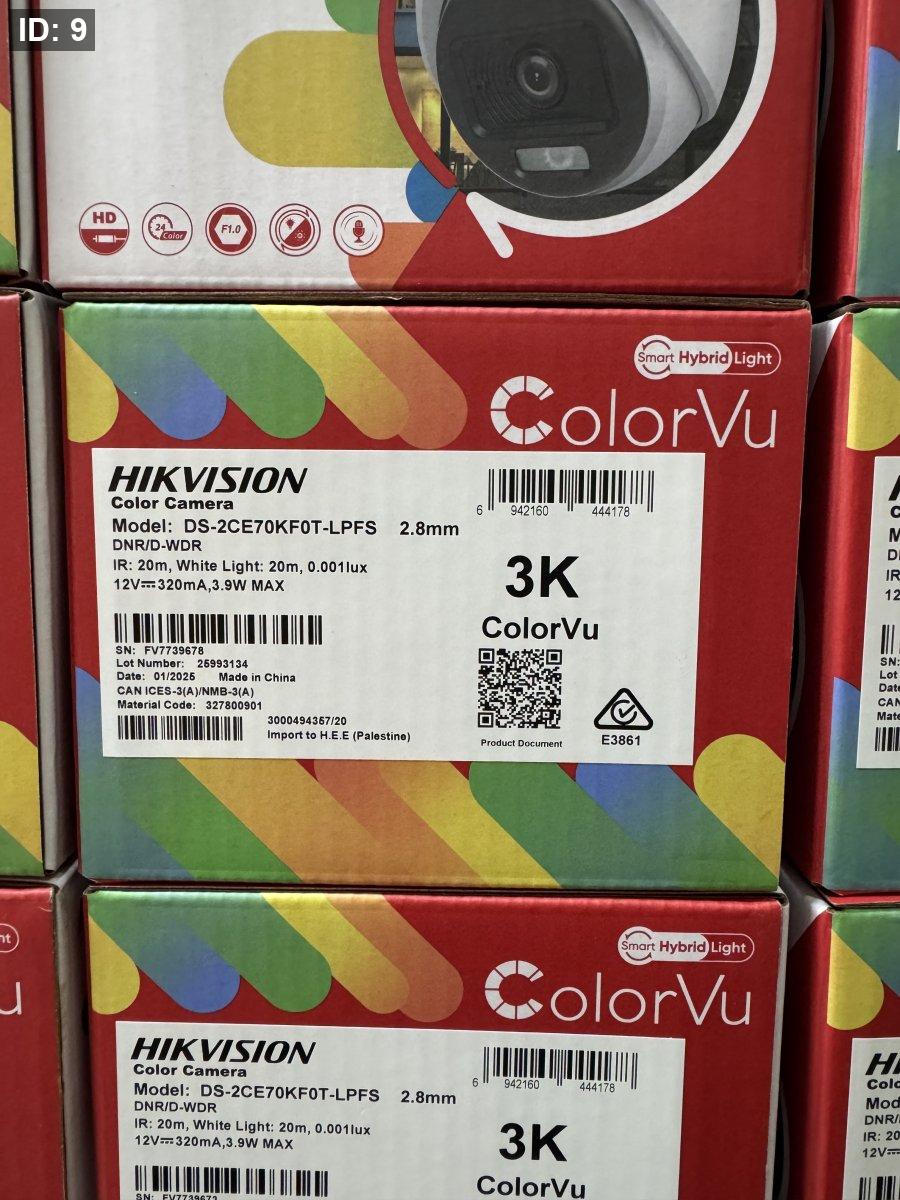 ID: 9
HD
24 Color
F1.0
Smart Hybrid Light
ColorVu
HIKVISION
Color Camera
Model: DS-2CE70KF0T-LPFS 2.8mm
DNR/D-WDR
IR: 20m, White Light: 20m, 0.001lux
12V⎓320mA,3.9W MAX
6 942160 444178
3K
ColorVu
SN: FV7739678
Lot Number: 25993134
Date: 01/2025 Made in China
CAN ICES-3(A)/NMB-3(A)
Material Code: 327800901
3000494357/20
Import to H.E.E (Palestine)
Product Document
E3861
Smart Hybrid Light
ColorVu
HIKVISION
Color Camera
Model: DS-2CE70KF0T-LPFS 2.8mm
DNR/D-WDR
IR: 20m, White Light: 20m, 0.001lux
12V⎓320mA,3.9W MAX
6 942160 444178
3K
ColorVu
SN: FV7739673